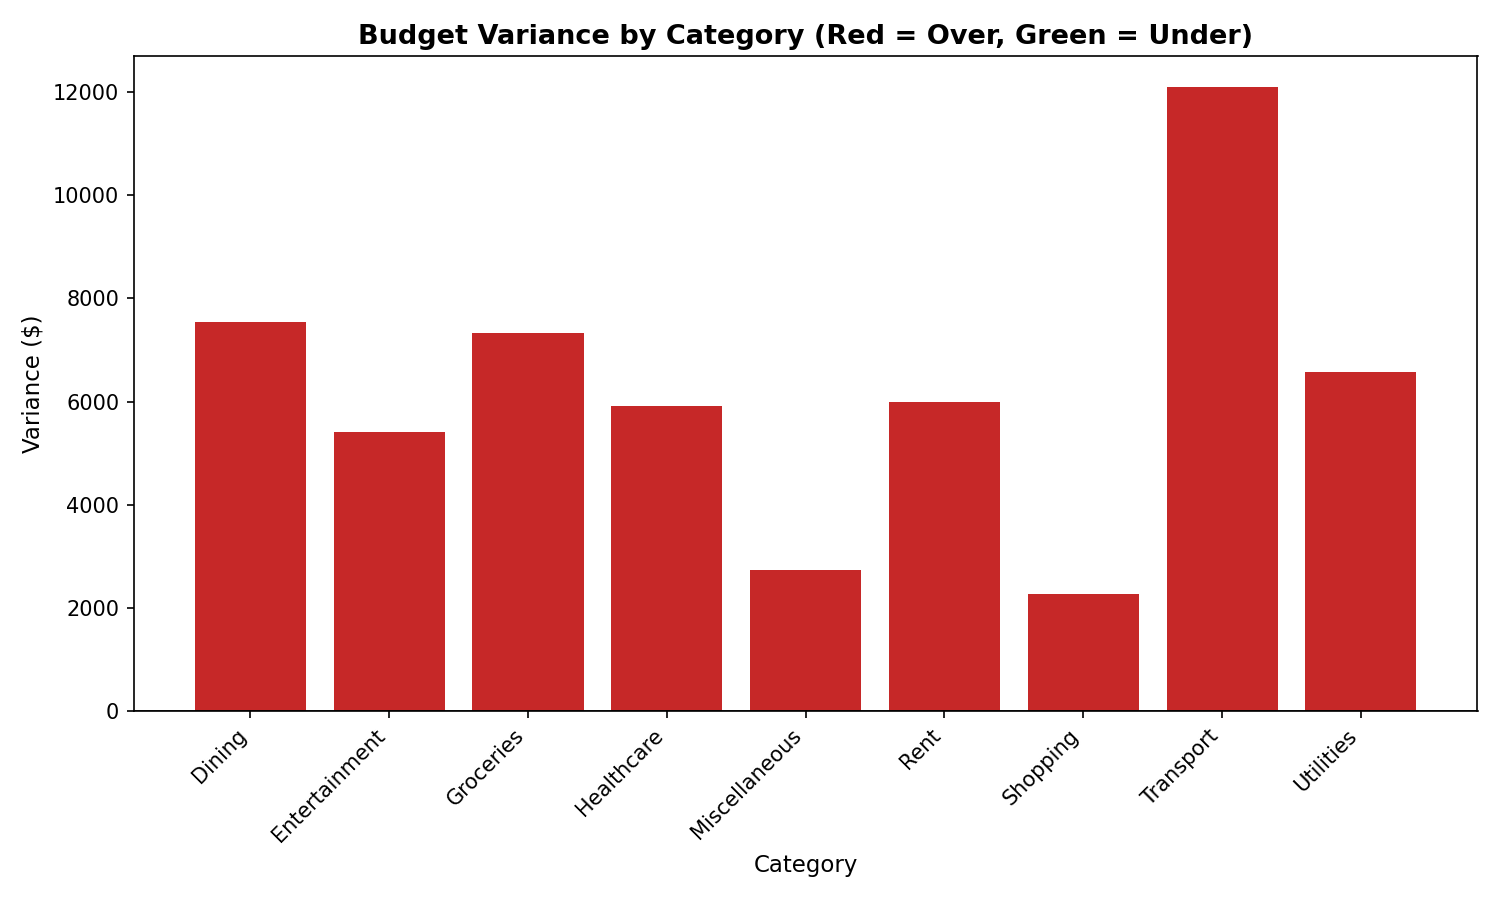 Budget Variance by Category (Red = Over, Green = Under)
Variance ($)
12000
10000
8000
6000
4000
2000
0
Dining
Entertainment
Groceries
Healthcare
Miscellaneous
Rent
Shopping
Transport
Utilities
Category